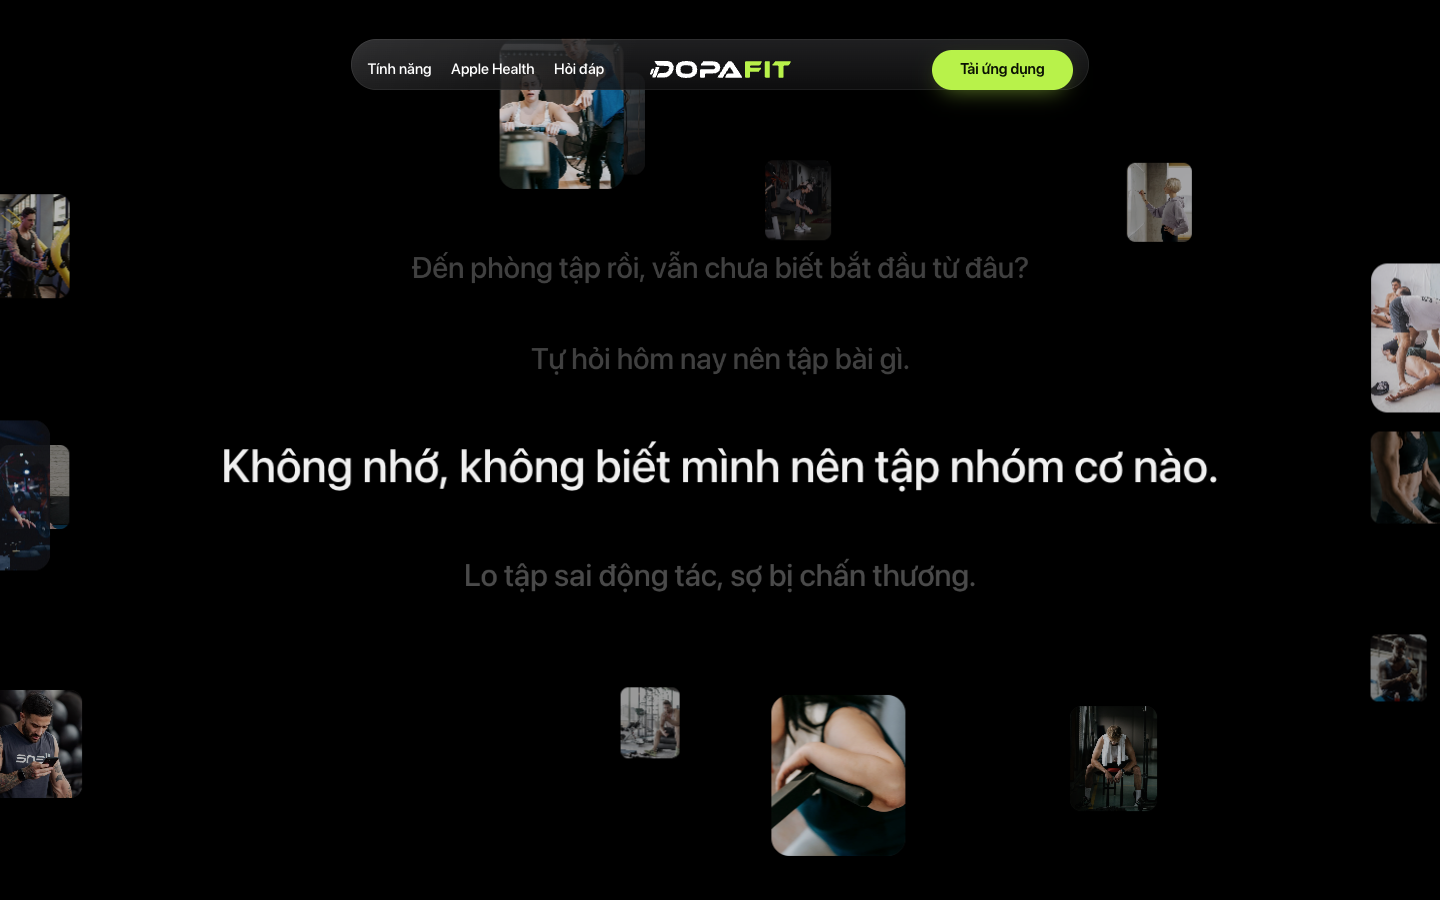 Tính năng
Apple Health
Hỏi đáp
DOPAFIT
Tải ứng dụng
Đến phòng tập rồi, vẫn chưa biết bắt đầu từ đâu?
Tự hỏi hôm nay nên tập bài gì.
Không nhớ, không biết mình nên tập nhóm cơ nào.
Lo tập sai động tác, sợ bị chấn thương.